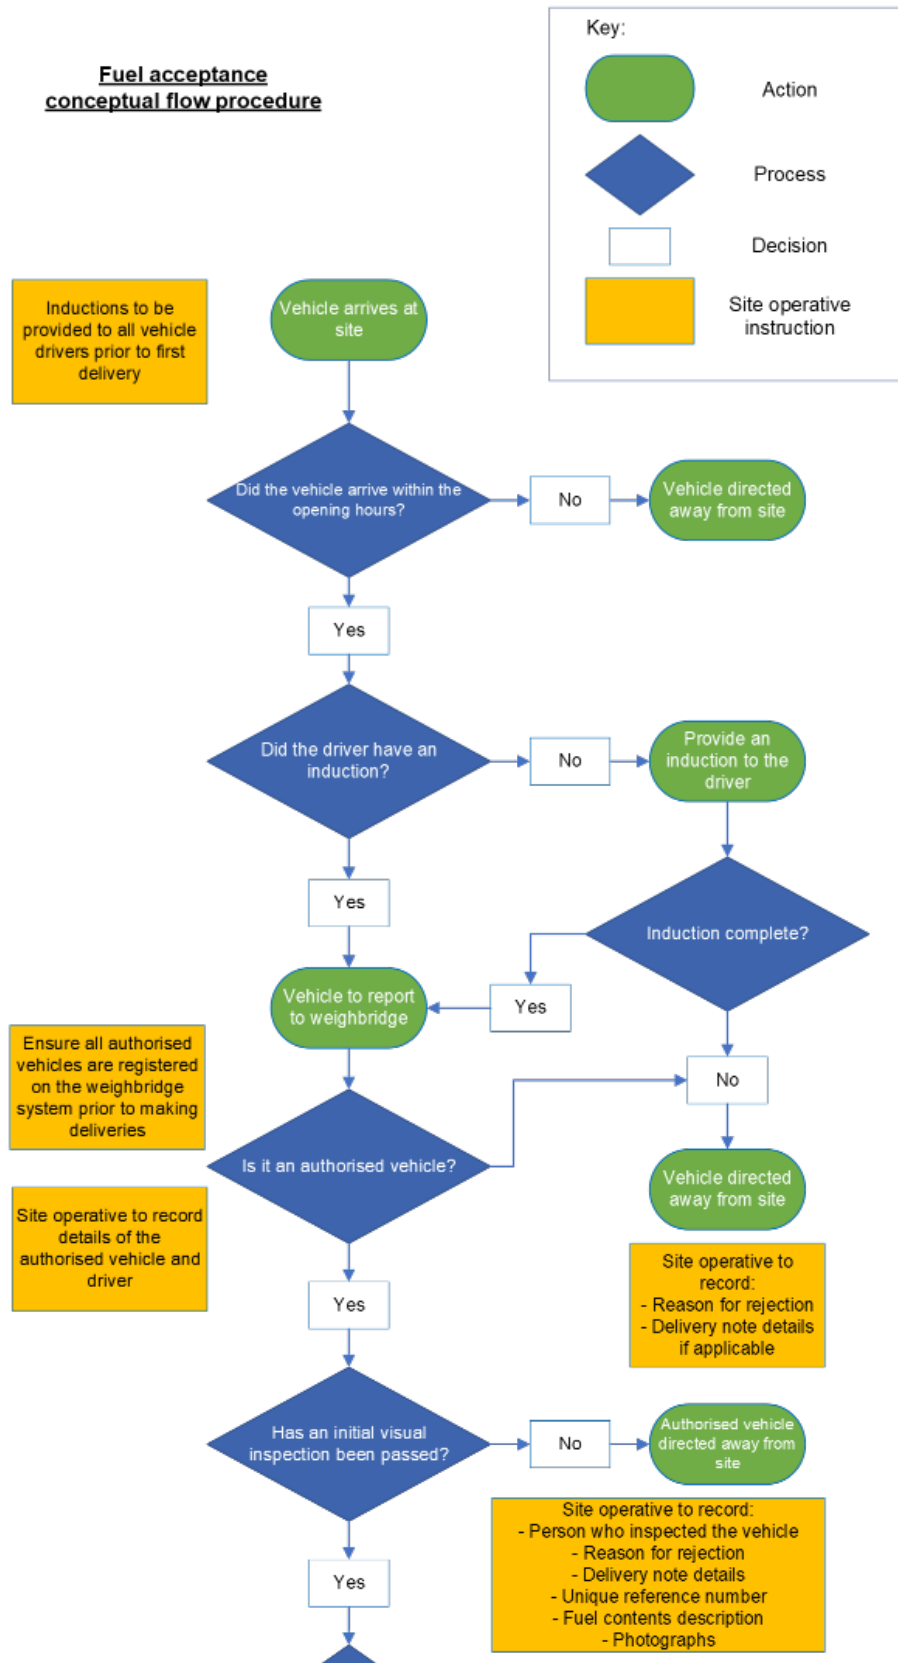 Fuel acceptance
conceptual flow procedure
Key:
Action
Process
Decision
Site operative
instruction
Inductions to be
provided to all vehicle
drivers prior to first
delivery
Vehicle arrives at
site
Did the vehicle arrive within the
opening hours?
No
Vehicle directed
away from site
Yes
Did the driver have an
induction?
No
Provide an
induction to the
driver
Yes
Induction complete?
Yes
Vehicle to report
to weighbridge
Ensure all authorised
vehicles are registered
on the weighbridge
system prior to making
deliveries
No
Is it an authorised vehicle?
Vehicle directed
away from site
Site operative to record
details of the
authorised vehicle and
driver
Site operative to
record:
- Reason for rejection
- Delivery note details
if applicable
Yes
Has an initial visual
inspection been passed?
No
Authorised vehicle
directed away from
site
Site operative to record:
- Person who inspected the vehicle
- Reason for rejection
- Delivery note details
- Unique reference number
- Fuel contents description
- Photographs
Yes